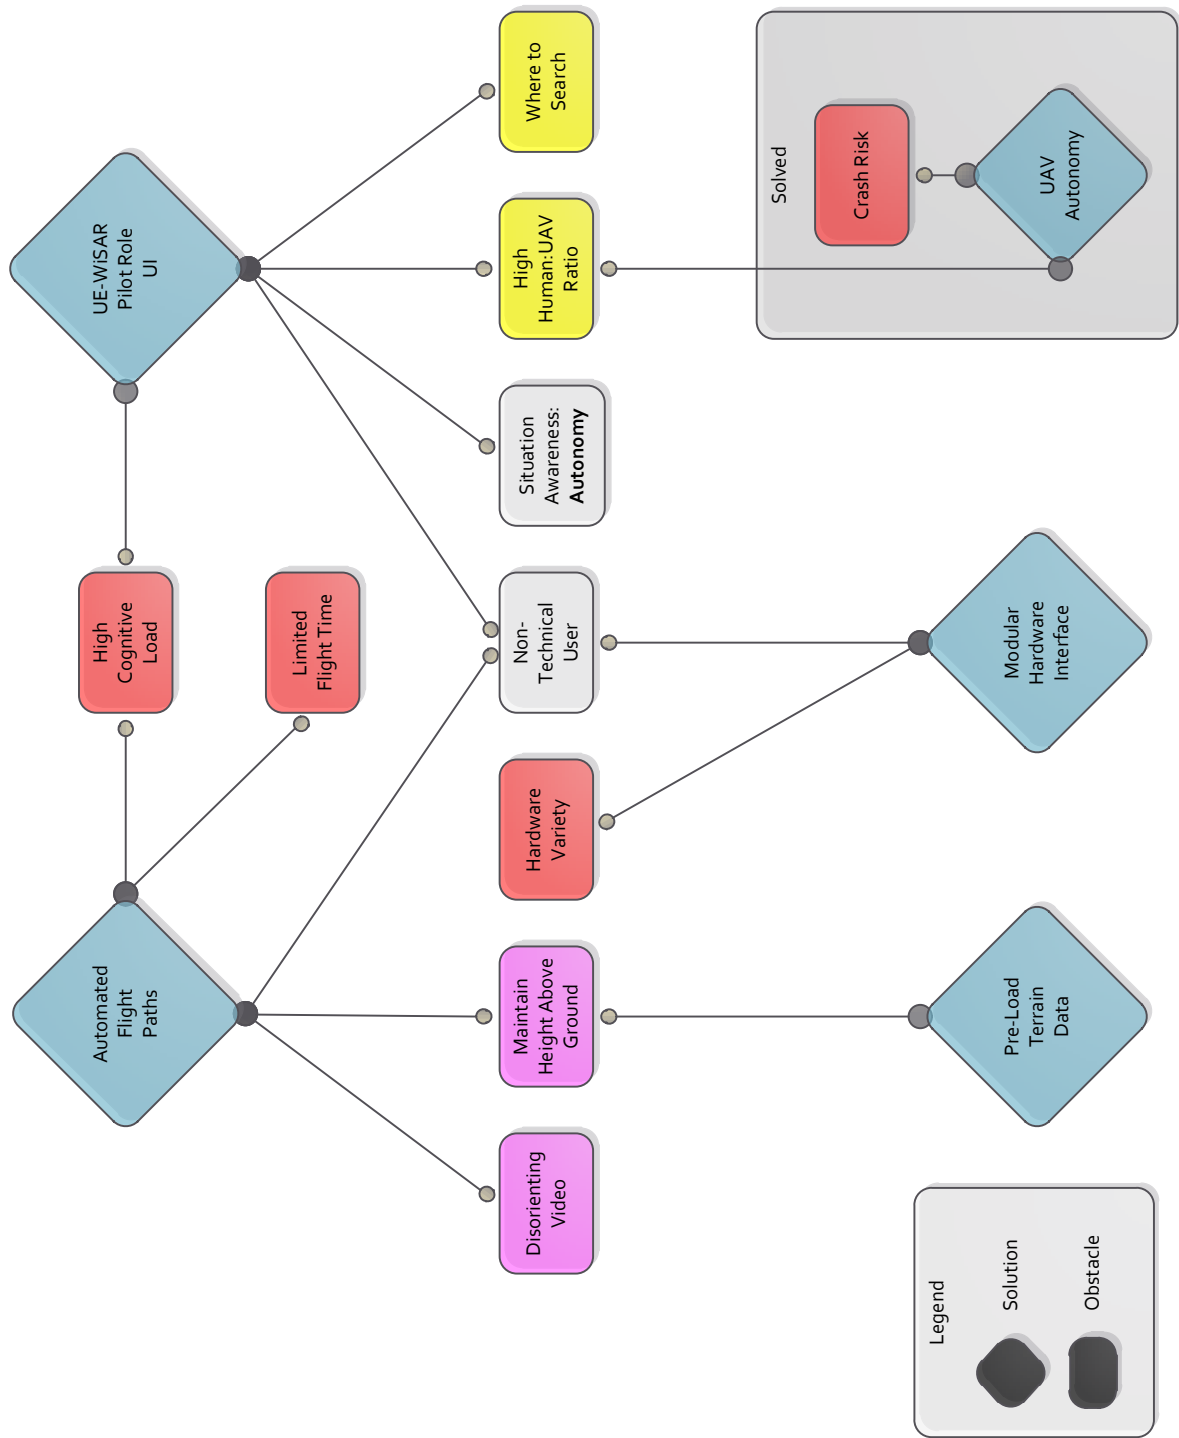 Automated
Flight
Paths
High
Cognitive
Load
UE-WiSAR
Pilot Role
UI
Limited
Flight Time
Disorienting
Video
Maintain
Height Above
Ground
Hardware
Variety
Non-
Technical
User
Situation
Awareness:
Autonomy
High
Human:UAV
Ratio
Where to
Search
Solved
Crash Risk
UAV
Autonomy
Legend
Solution
Obstacle
Pre-Load
Terrain
Data
Modular
Hardware
Interface